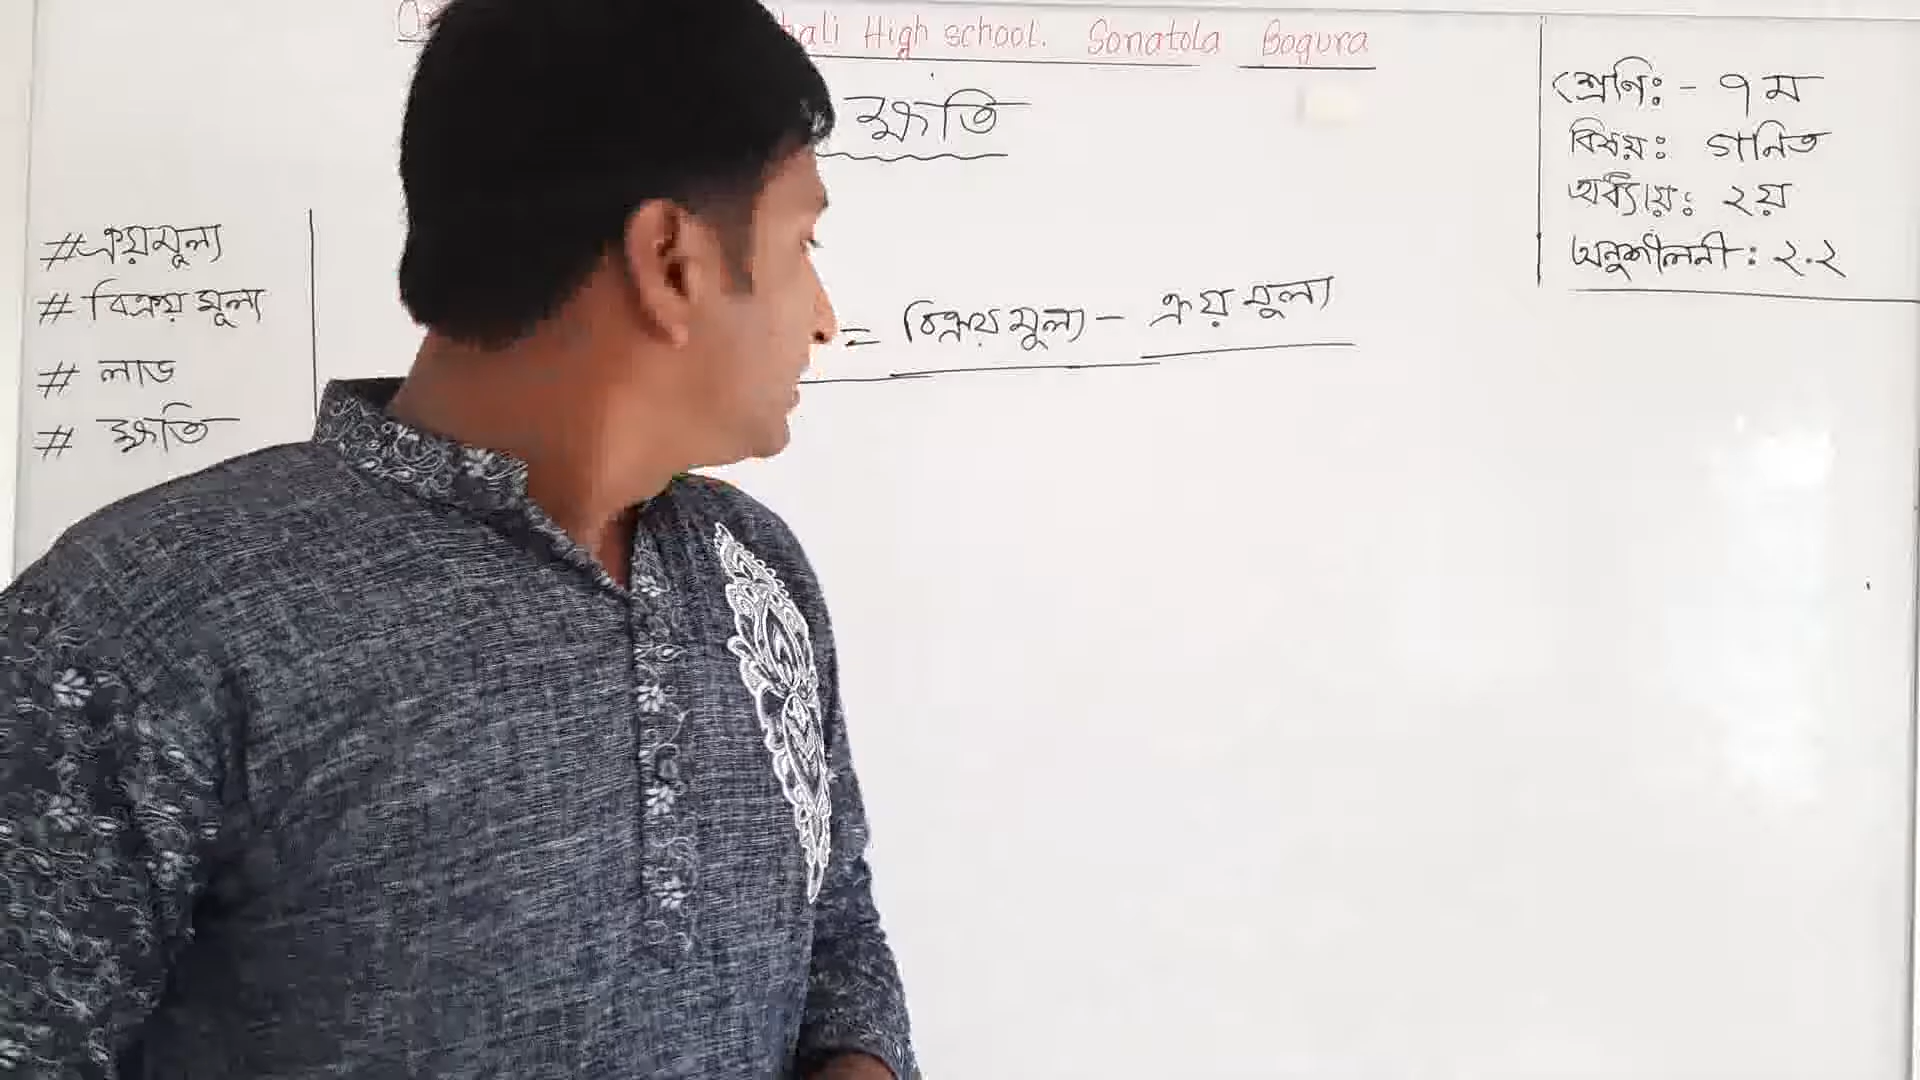 High school. Sonatola Bogura
ক্ষতি
শ্রেণিঃ - ৭ম
বিষয়ঃ গনিত
অধ্যায়ঃ ২য়
অনুশীলনী : ২.২
#ক্রয়মূল্য
# বিক্রয় মূল্য
# লাভ
# ক্ষতি
= বিক্রয় মূল্য - ক্রয় মূল্য